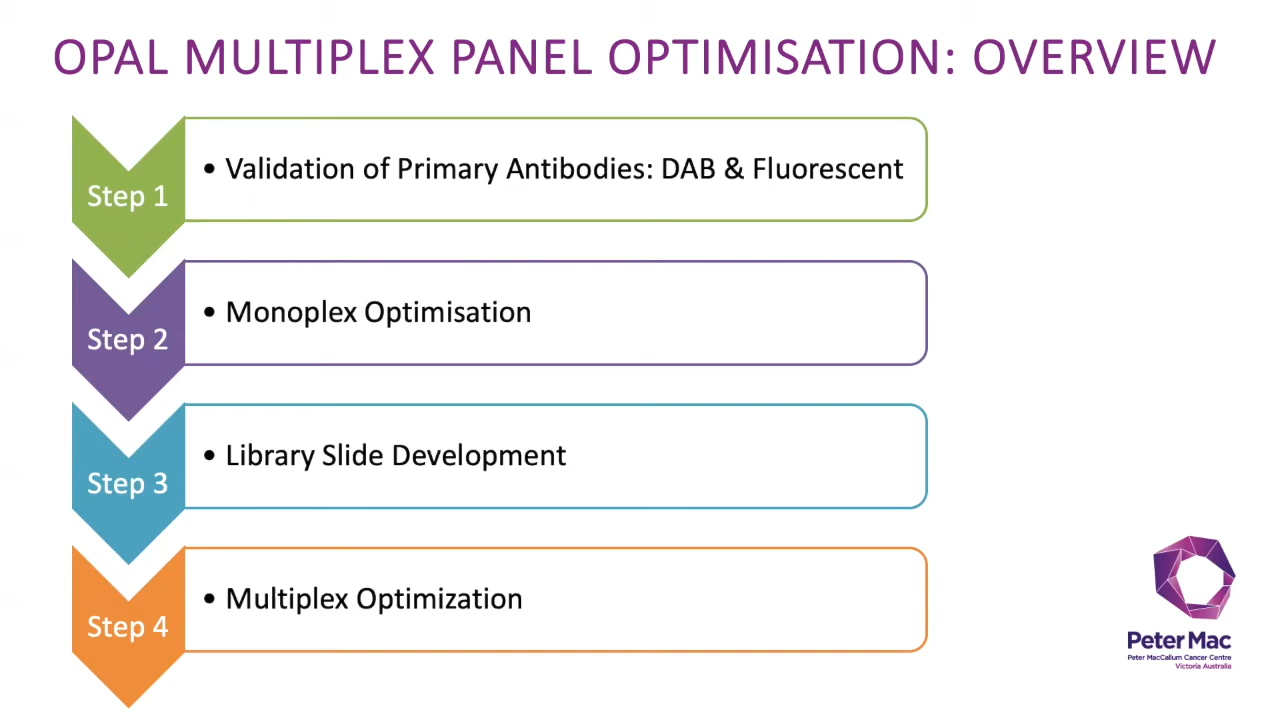 OPAL MULTIPLEX PANEL OPTIMISATION: OVERVIEW
Step 1
• Validation of Primary Antibodies: DAB & Fluorescent
Step 2
• Monoplex Optimisation
Step 3
• Library Slide Development
Step 4
• Multiplex Optimization
Peter Mac
Peter MacCallum Cancer Centre
Victoria Australia